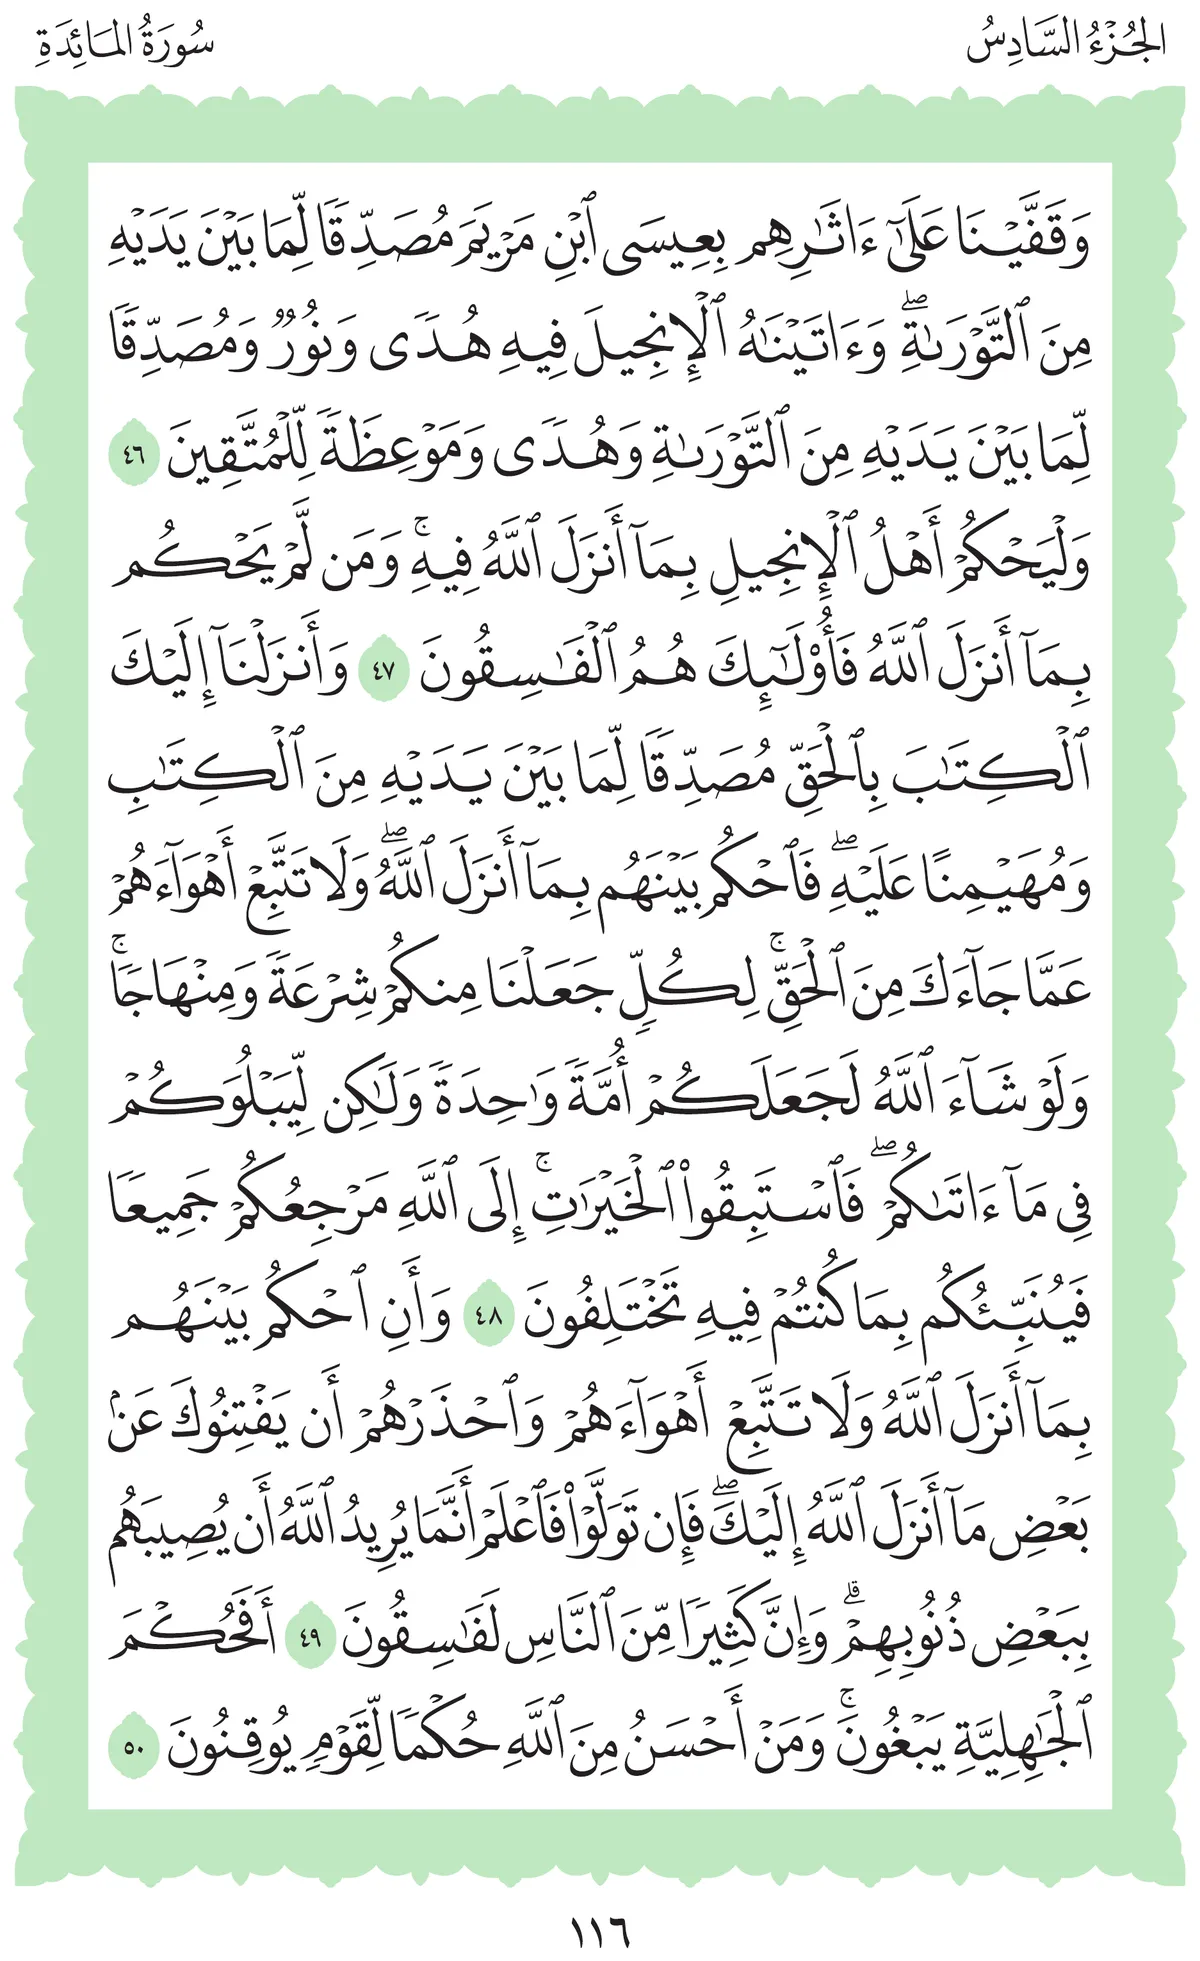 الجُزْءُ السَّادِسُ
سُورَةُ المَائِدَةِ
وَقَفَّيۡنَا عَلَىٰٓ ءَاثَٰرِهِم بِعِيسَى ٱبۡنِ مَرۡيَمَ مُصَدِّقٗا لِّمَا بَيۡنَ يَدَيۡهِ
مِنَ ٱلتَّوۡرَىٰةِۖ وَءَاتَيۡنَٰهُ ٱلۡإِنجِيلَ فِيهِ هُدٗى وَنُورٞ وَمُصَدِّقٗا
لِّمَا بَيۡنَ يَدَيۡهِ مِنَ ٱلتَّوۡرَىٰةِ وَهُدٗى وَمَوۡعِظَةٗ لِّلۡمُتَّقِينَ ٤٦
وَلۡيَحۡكُمۡ أَهۡلُ ٱلۡإِنجِيلِ بِمَآ أَنزَلَ ٱللَّهُ فِيهِۚ وَمَن لَّمۡ يَحۡكُم
بِمَآ أَنزَلَ ٱللَّهُ فَأُوْلَٰٓئِكَ هُمُ ٱلۡفَٰسِقُونَ ٤٧ وَأَنزَلۡنَآ إِلَيۡكَ
ٱلۡكِتَٰبَ بِٱلۡحَقِّ مُصَدِّقٗا لِّمَا بَيۡنَ يَدَيۡهِ مِنَ ٱلۡكِتَٰبِ
وَمُهَيۡمِنًا عَلَيۡهِۖ فَٱحۡكُم بَيۡنَهُم بِمَآ أَنزَلَ ٱللَّهُۖ وَلَا تَتَّبِعۡ أَهۡوَآءَهُمۡ
عَمَّا جَآءَكَ مِنَ ٱلۡحَقِّۚ لِكُلّٖ جَعَلۡنَا مِنكُمۡ شِرۡعَةٗ وَمِنۡهَاجٗاۚ
وَلَوۡ شَآءَ ٱللَّهُ لَجَعَلَكُمۡ أُمَّةٗ وَٰحِدَةٗ وَلَٰكِن لِّيَبۡلُوَكُمۡ
فِي مَآ ءَاتَىٰكُمۡۖ فَٱسۡتَبِقُواْ ٱلۡخَيۡرَٰتِۚ إِلَى ٱللَّهِ مَرۡجِعُكُمۡ جَمِيعٗا
فَيُنَبِّئُكُم بِمَا كُنتُمۡ فِيهِ تَخۡتَلِفُونَ ٤٨ وَأَنِ ٱحۡكُم بَيۡنَهُم
بِمَآ أَنزَلَ ٱللَّهُ وَلَا تَتَّبِعۡ أَهۡوَآءَهُمۡ وَٱحۡذَرۡهُمۡ أَن يَفۡتِنُوكَ عَنۢ
بَعۡضِ مَآ أَنزَلَ ٱللَّهُ إِلَيۡكَۖ فَإِن تَوَلَّوۡاْ فَٱعۡلَمۡ أَنَّمَا يُرِيدُ ٱللَّهُ أَن يُصِيبَهُم
بِبَعۡضِ ذُنُوبِهِمۡۗ وَإِنَّ كَثِيرٗا مِّنَ ٱلنَّاسِ لَفَٰسِقُونَ ٤٩ أَفَحُكۡمَ
ٱلۡجَٰهِلِيَّةِ يَبۡغُونَۚ وَمَنۡ أَحۡسَنُ مِنَ ٱللَّهِ حُكۡمٗا لِّقَوۡمٖ يُوقِنُونَ ٥٠
١١٦